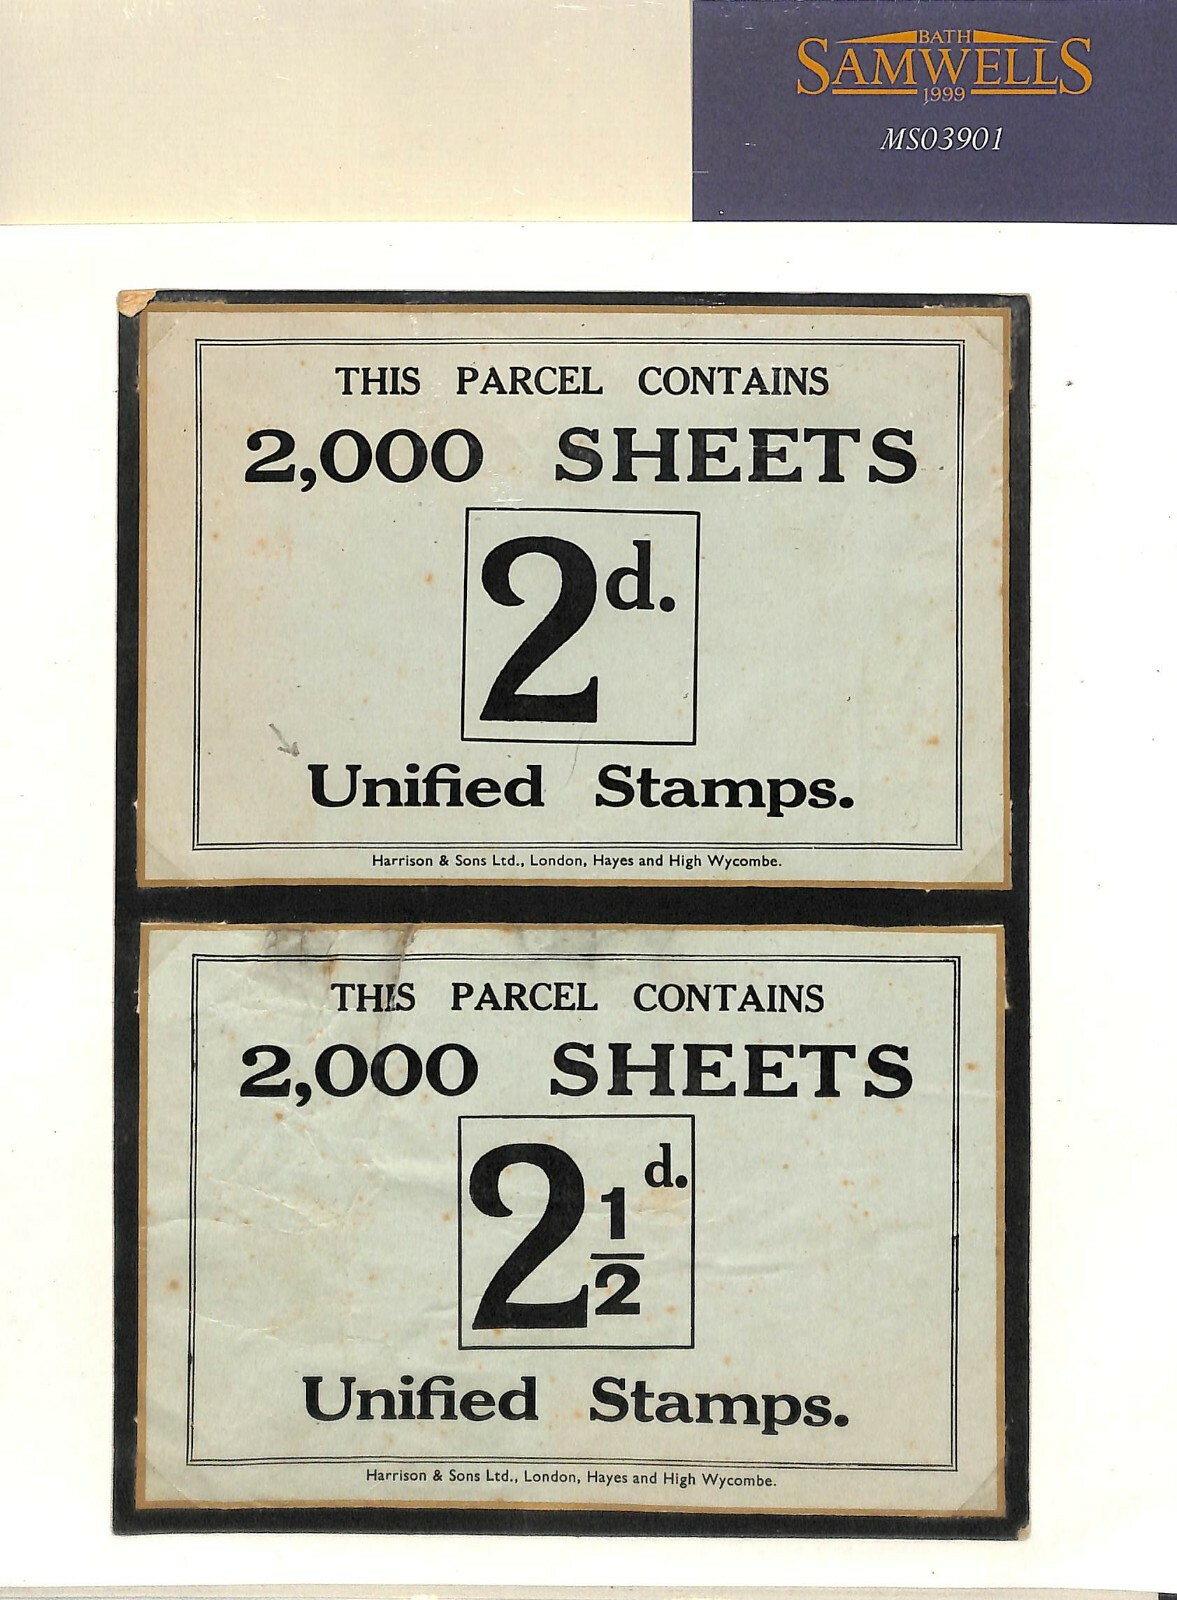 BATH
SAMWELLS
1999
MS03901
THIS PARCEL CONTAINS
2,000 SHEETS
2d.
Unified Stamps.
Harrison & Sons Ltd., London, Hayes and High Wycombe.
THIS PARCEL CONTAINS
2,000 SHEETS
2½d.
Unified Stamps.
Harrison & Sons Ltd., London, Hayes and High Wycombe.